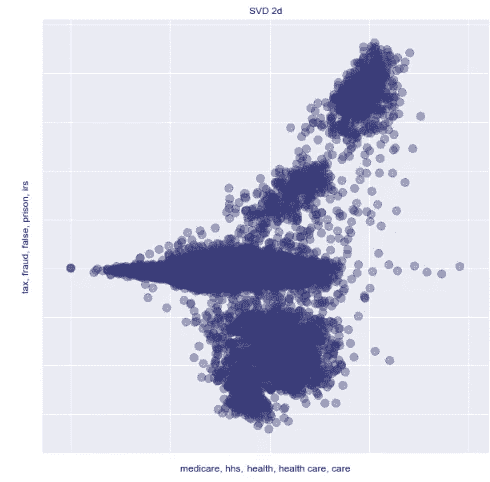 SVD 2d
tax, fraud, false, prison, irs
medicare, hhs, health, health care, care